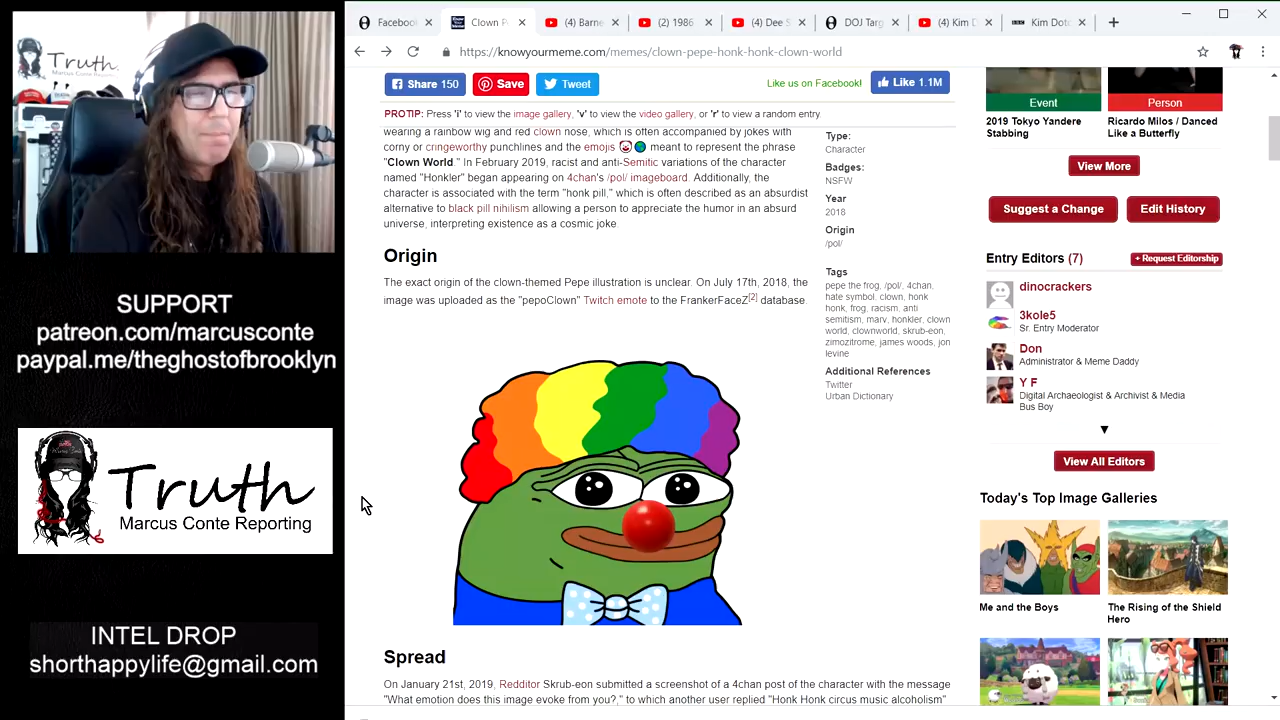 Truth
Marcus Conte Reporting
SUPPORT
patreon.com/marcusconte
paypal.me/theghostofbrooklyn
Truth
Marcus Conte Reporting
INTEL DROP
shorthappylife@gmail.com
Facebook
Clown P
(4) Barne
(2) 1986
(4) Dee S
DOJ Targ
(4) Kim D
Kim Dotc
https://knowyourmeme.com/memes/clown-pepe-honk-honk-clown-world
Share 150
Save
Tweet
Like us on Facebook!
Like 1.1M
PROTIP: Press 'i' to view the image gallery, 'v' to view the video gallery, or 'r' to view a random entry.
wearing a rainbow wig and red clown nose, which is often accompanied by jokes with
corny or cringeworthy punchlines and the emojis 🤡🌎 meant to represent the phrase
"Clown World." In February 2019, racist and anti-Semitic variations of the character
named "Honkler" began appearing on 4chan's /pol/ imageboard. Additionally, the
character is associated with the term "honk pill," which is often described as an absurdist
alternative to black pill nihilism allowing a person to appreciate the humor in an absurd
universe, interpreting existence as a cosmic joke.
Origin
The exact origin of the clown-themed Pepe illustration is unclear. On July 17th, 2018, the
image was uploaded as the "pepoClown" Twitch emote to the FrankerFaceZ[2] database.
Spread
On January 21st, 2019, Redditor Skrub-eon submitted a screenshot of a 4chan post of the character with the message
"What emotion does this image evoke from you?," to which another user replied "Honk Honk circus music alcoholism"
Type:
Character
Badges:
NSFW
Year
2018
Origin
/pol/
Tags
pepe the frog, /pol/, 4chan,
hate symbol, clown, honk
honk, frog, racism, anti
semitism, marv, honkler, clown
world, clownworld, skrub-eon,
zimozitrome, james woods, jon
levine
Additional References
Twitter
Urban Dictionary
Event
2019 Tokyo Yandere
Stabbing
Person
Ricardo Milos / Danced
Like a Butterfly
View More
Suggest a Change
Edit History
Entry Editors (7)
+ Request Editorship
dinocrackers
3kole5
Sr. Entry Moderator
Don
Administrator & Meme Daddy
Y F
Digital Archaeologist & Archivist & Media
Bus Boy
View All Editors
Today's Top Image Galleries
Me and the Boys
The Rising of the Shield
Hero